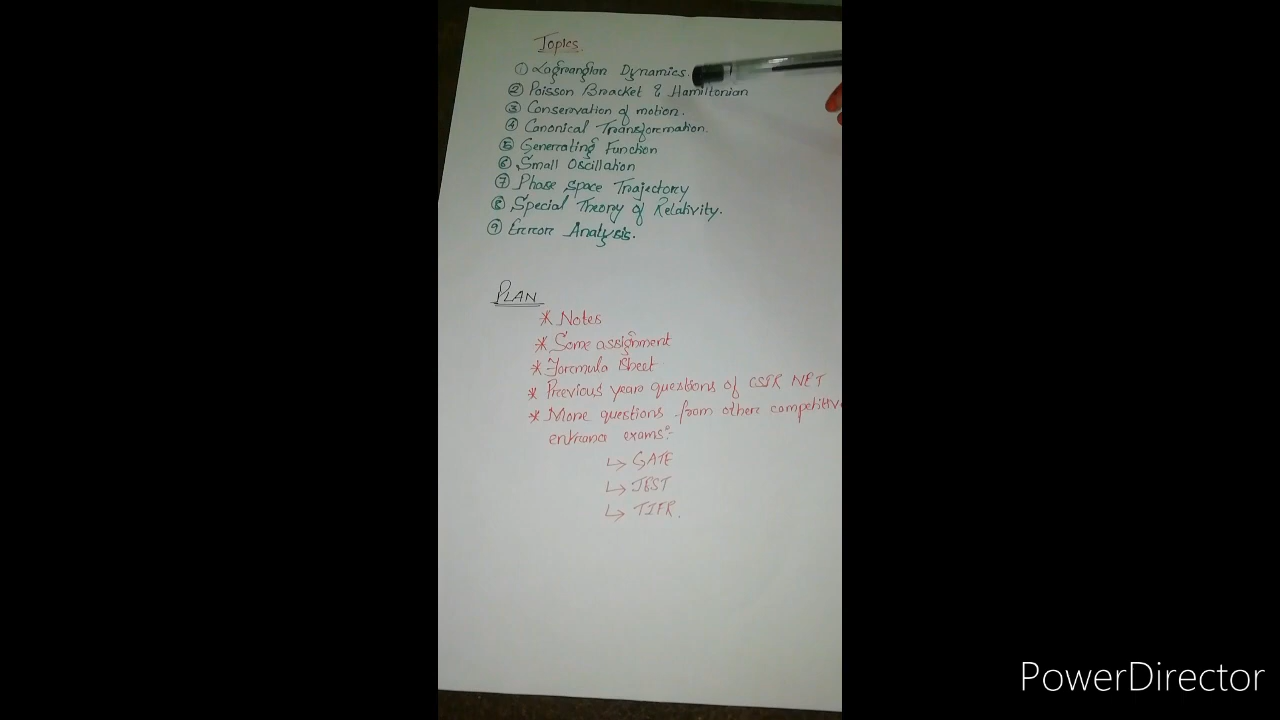 Topics
① Lagrangian Dynamics.
② Poisson Bracket & Hamiltonian
③ Conservation of motion.
④ Canonical Transformation.
⑤ Generating Function
⑥ Small Oscillation
⑦ Phase space Trajectory
⑧ Special Theory of Relativity.
⑨ Error Analysis.
PLAN
* Notes
* Some assignment
* Formula Sheet
* Previous years questions of CSIR NET
* More questions from other competitive
entrance exams:-
↳ GATE
↳ JEST
↳ TIFR.
PowerDirector